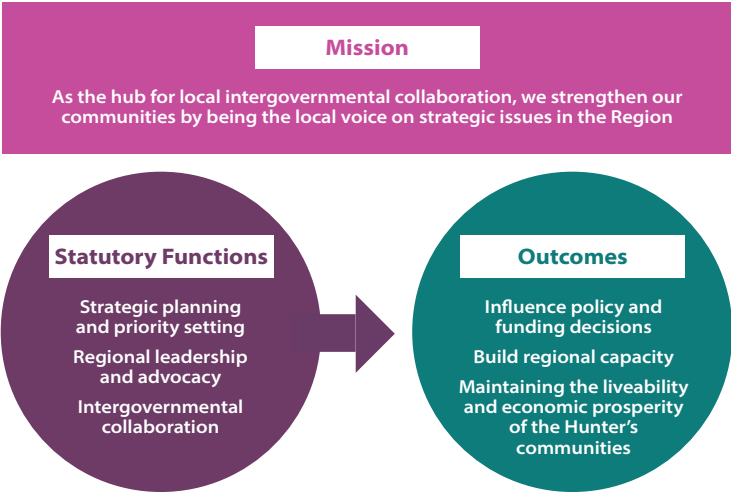 Mission
As the hub for local intergovernmental collaboration, we strengthen our
communities by being the local voice on strategic issues in the Region
Statutory Functions
Strategic planning
and priority setting
Regional leadership
and advocacy
Intergovernmental
collaboration
Outcomes
Influence policy and
funding decisions
Build regional capacity
Maintaining the liveability
and economic prosperity
of the Hunter's
communities